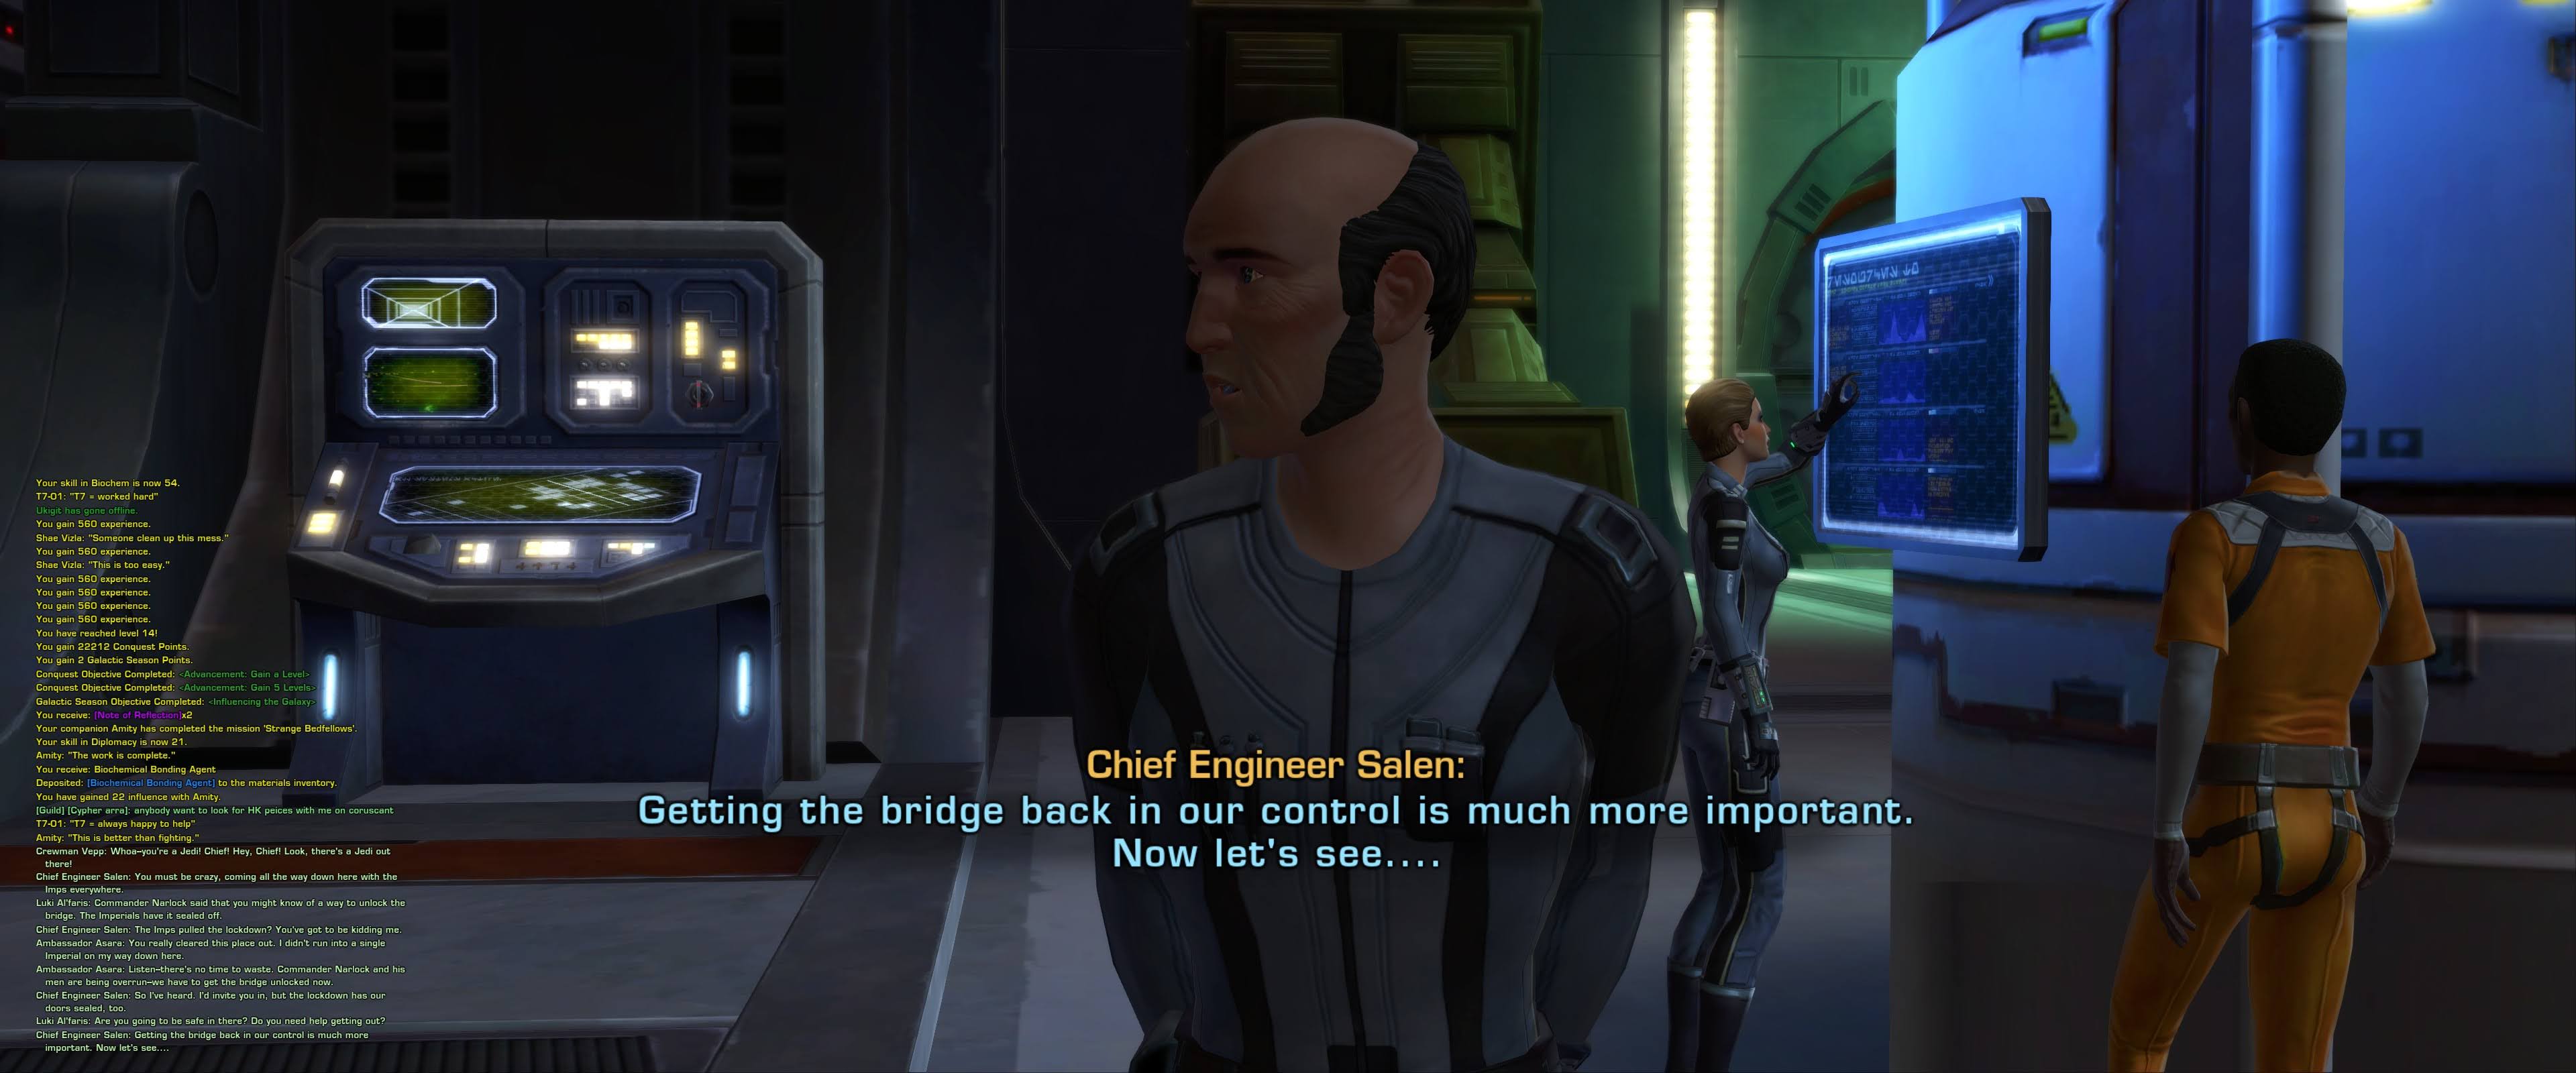 Your skill in Biochem is now 54.
T7-01: "T7 = worked hard"
Ukigit has gone offline.
You gain 560 experience.
Shae Vizla: "Someone clean up this mess."
You gain 560 experience.
Shae Vizla: "This is too easy."
You gain 560 experience.
You gain 560 experience.
You gain 560 experience.
You gain 560 experience.
You have reached level 14!
You gain 22212 Conquest Points.
You gain 2 Galactic Season Points.
Conquest Objective Completed: <Advancement: Gain a Level>
Conquest Objective Completed: <Advancement: Gain 5 Levels>
Galactic Season Objective Completed: <Influencing the Galaxy>
You receive: [Note of Reflection]x2
Your companion Amity has completed the mission 'Strange Bedfellows'.
Your skill in Diplomacy is now 21.
Amity: "The work is complete."
You receive: Biochemical Bonding Agent
Deposited: [Biochemical Bonding Agent] to the materials inventory.
You have gained 22 influence with Amity.
[Guild] [Cypher arra]: anybody want to look for HK peices with me on coruscant
T7-01: "T7 = always happy to help"
Amity: "This is better than fighting."
Crewman Vepp: Whoa—you're a Jedi! Chief! Hey, Chief! Look, there's a Jedi out
there!
Chief Engineer Salen: You must be crazy, coming all the way down here with the
Imps everywhere.
Luki Al'faris: Commander Narlock said that you might know of a way to unlock the
bridge. The Imperials have it sealed off.
Chief Engineer Salen: The Imps pulled the lockdown? You've got to be kidding me.
Ambassador Asara: You really cleared this place out. I didn't run into a single
Imperial on my way down here.
Ambassador Asara: Listen—there's no time to waste. Commander Narlock and his
men are being overrun—we have to get the bridge unlocked now.
Chief Engineer Salen: So I've heard. I'd invite you in, but the lockdown has our
doors sealed, too.
Luki Al'faris: Are you going to be safe in there? Do you need help getting out?
Chief Engineer Salen: Getting the bridge back in our control is much more
important. Now let's see....
Chief Engineer Salen:
Getting the bridge back in our control is much more important.
Now let's see....